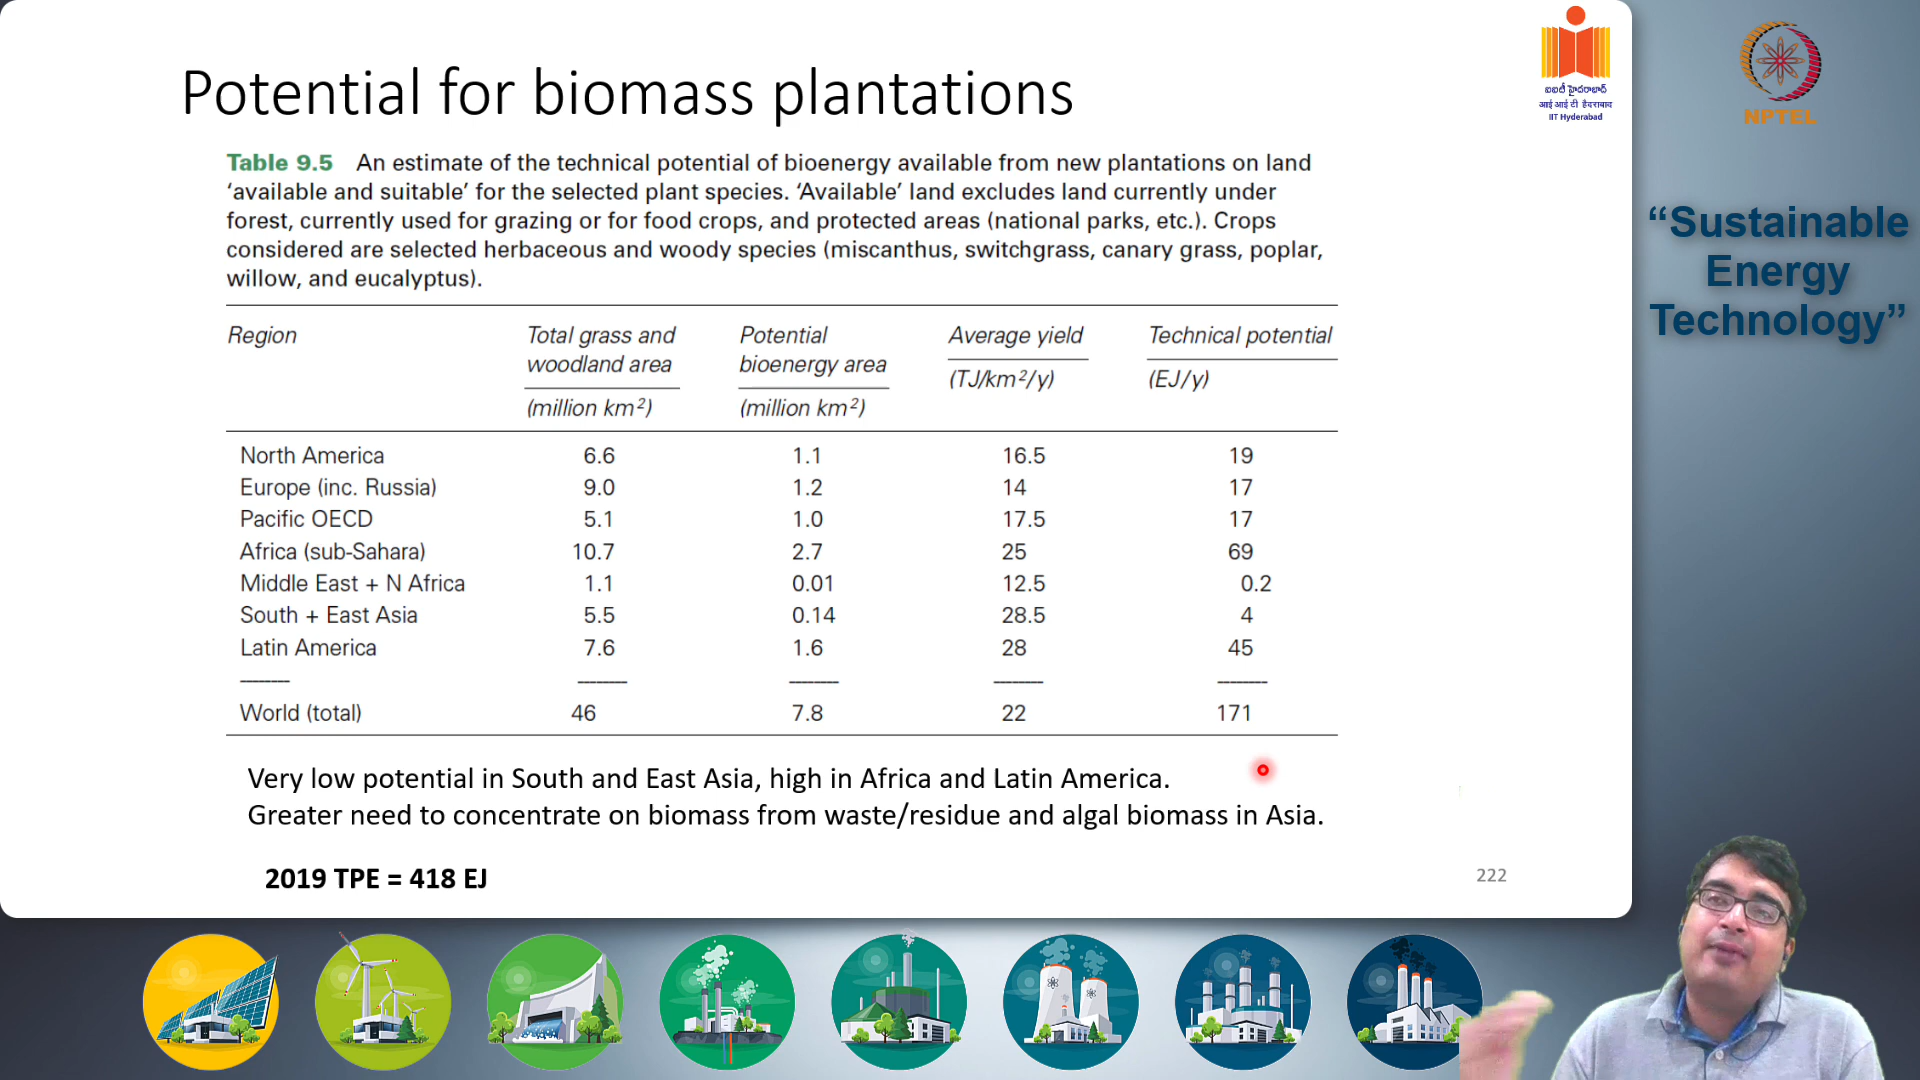 Potential for biomass plantations
ఐఐటీ హైదరాబాద్
आई आई टी हैदराबाद
IIT Hyderabad
NPTEL
“Sustainable
Energy
Technology”
Table 9.5 An estimate of the technical potential of bioenergy available from new plantations on land
‘available and suitable’ for the selected plant species. ‘Available’ land excludes land currently under
forest, currently used for grazing or for food crops, and protected areas (national parks, etc.). Crops
considered are selected herbaceous and woody species (miscanthus, switchgrass, canary grass, poplar,
willow, and eucalyptus).
Region Total grass and woodland area (million km²) Potential bioenergy area (million km²) Average yield (TJ/km²/y) Technical potential (EJ/y)
North America 6.6 1.1 16.5 19
Europe (inc. Russia) 9.0 1.2 14 17
Pacific OECD 5.1 1.0 17.5 17
Africa (sub-Sahara) 10.7 2.7 25 69
Middle East + N Africa 1.1 0.01 12.5 0.2
South + East Asia 5.5 0.14 28.5 4
Latin America 7.6 1.6 28 45
World (total) 46 7.8 22 171
Very low potential in South and East Asia, high in Africa and Latin America.
Greater need to concentrate on biomass from waste/residue and algal biomass in Asia.
2019 TPE = 418 EJ
222